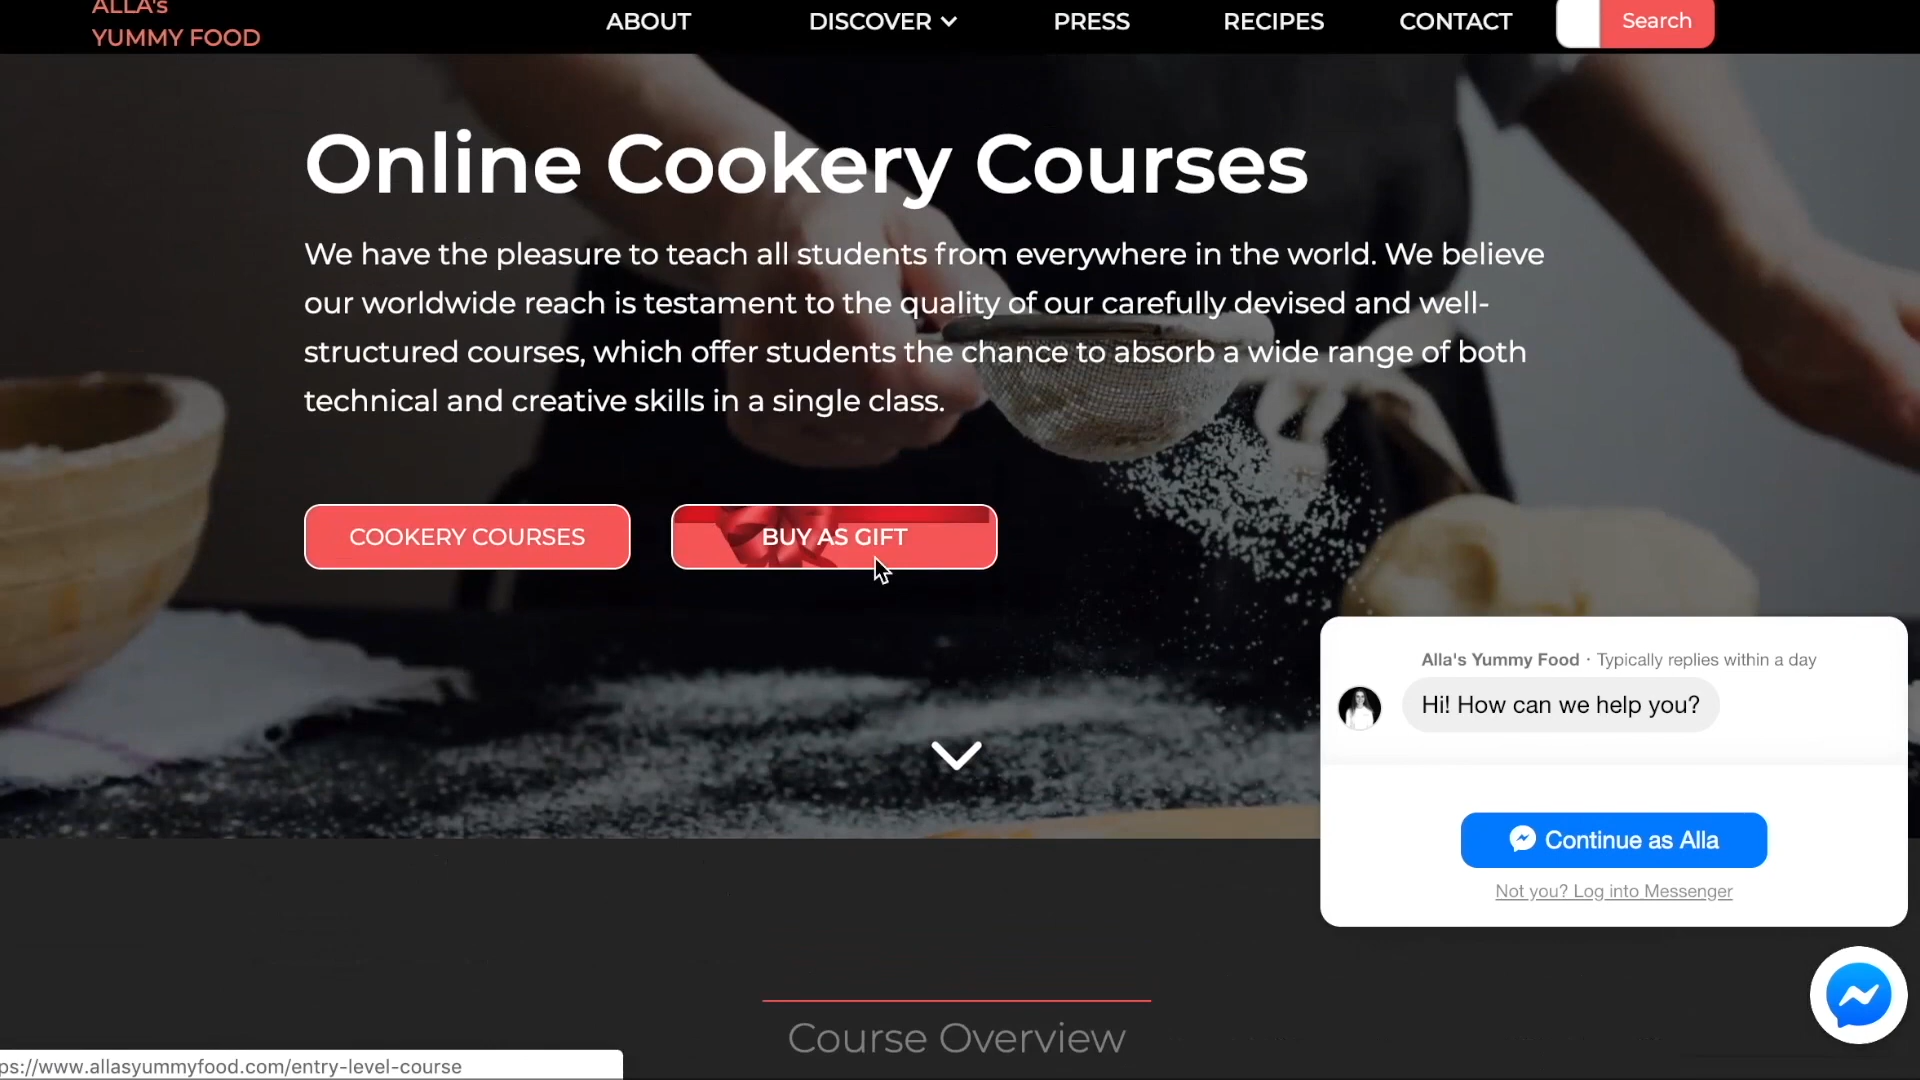 ALLA's
YUMMY FOOD
ABOUT
DISCOVER
PRESS
RECIPES
CONTACT
Search
Online Cookery Courses
We have the pleasure to teach all students from everywhere in the world. We believe
our worldwide reach is testament to the quality of our carefully devised and well-
structured courses, which offer students the chance to absorb a wide range of both
technical and creative skills in a single class.
COOKERY COURSES
BUY AS GIFT
Alla's Yummy Food · Typically replies within a day
Hi! How can we help you?
Continue as Alla
Not you? Log into Messenger
Course Overview
ps://www.allasyummyfood.com/entry-level-course